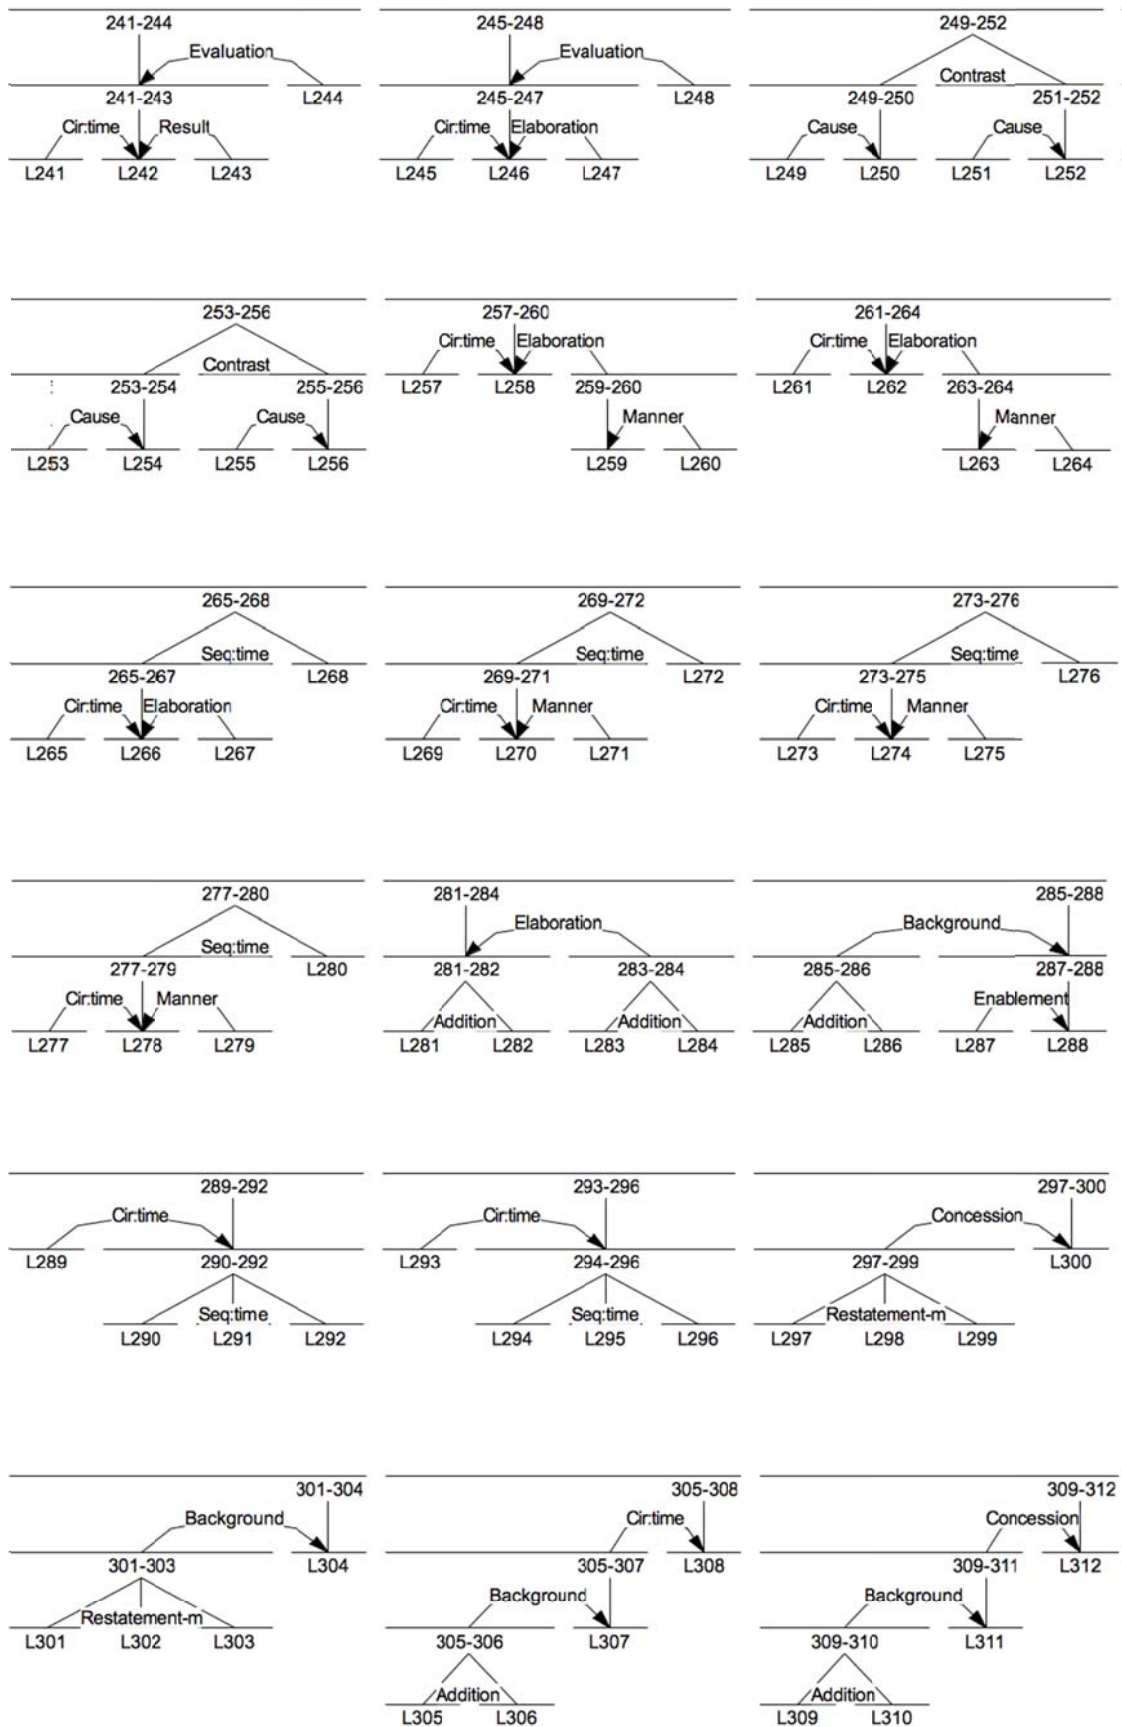 241-244 245-248 249-252
Evaluation Evaluation Contrast
241-243 L244 245-247 L248 249-250 251-252
Cir:time Result Cir:time Elaboration Cause Cause
L241 L242 L243 L245 L246 L247 L249 L250 L251 L252
253-256 257-260 261-264
Contrast Cir:time Elaboration Cir:time Elaboration
253-254 255-256 L257 L258 259-260 L261 L262 263-264
Cause Cause Manner Manner
L253 L254 L255 L256 L259 L260 L263 L264
265-268 269-272 273-276
Seq:time Seq:time Seq:time
265-267 L268 269-271 L272 273-275 L276
Cir:time Elaboration Cir:time Manner Cir:time Manner
L265 L266 L267 L269 L270 L271 L273 L274 L275
277-280 281-284 285-288
Seq:time Elaboration Background
277-279 L280 281-282 283-284 285-286 287-288
Cir:time Manner Addition Addition Addition Enablement
L277 L278 L279 L281 L282 L283 L284 L285 L286 L287 L288
289-292 293-296 297-300
Cir:time Cir:time Concession
L289 290-292 L293 294-296 297-299 L300
Seq:time Seq:time Restatement-m
L290 L291 L292 L294 L295 L296 L297 L298 L299
301-304 305-308 309-312
Background Cir:time Concession
301-303 L304 305-307 L308 309-311 L312
Restatement-m Background Background
L301 L302 L303 305-306 L307 309-310 L311
Addition Addition
L305 L306 L309 L310